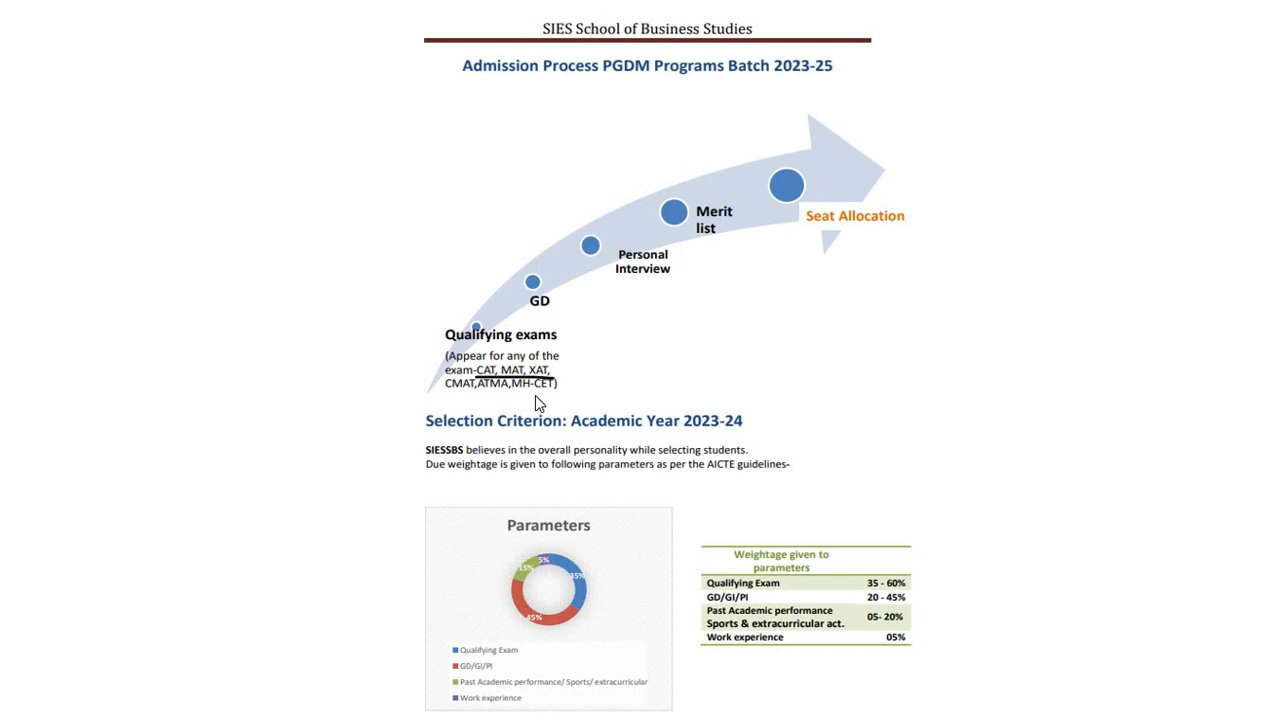 SIES School of Business Studies
Admission Process PGDM Programs Batch 2023-25
Seat Allocation
Merit
list
Personal
Interview
GD
Qualifying exams
(Appear for any of the
exam-CAT, MAT, XAT,
CMAT,ATMA,MH-CET)
Selection Criterion: Academic Year 2023-24
SIESSBS believes in the overall personality while selecting students.
Due weightage is given to following parameters as per the AICTE guidelines-
Parameters
5%
15%
35%
45%
Qualifying Exam
GD/GI/PI
Past Academic performance/ Sports/ extracurricular
Work experience
Weightage given to
parameters
Qualifying Exam 35 - 60%
GD/GI/PI 20 - 45%
Past Academic performance
Sports & extracurricular act. 05- 20%
Work experience 05%